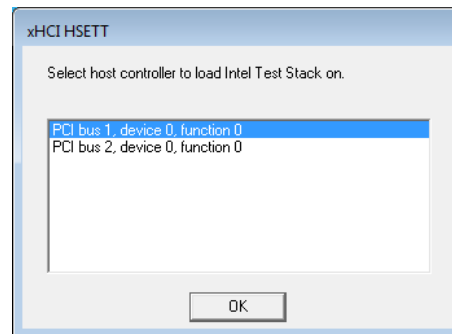 xHCI HSETT
Select host controller to load Intel Test Stack on.
PCI bus 1, device 0, function 0
PCI bus 2, device 0, function 0
OK